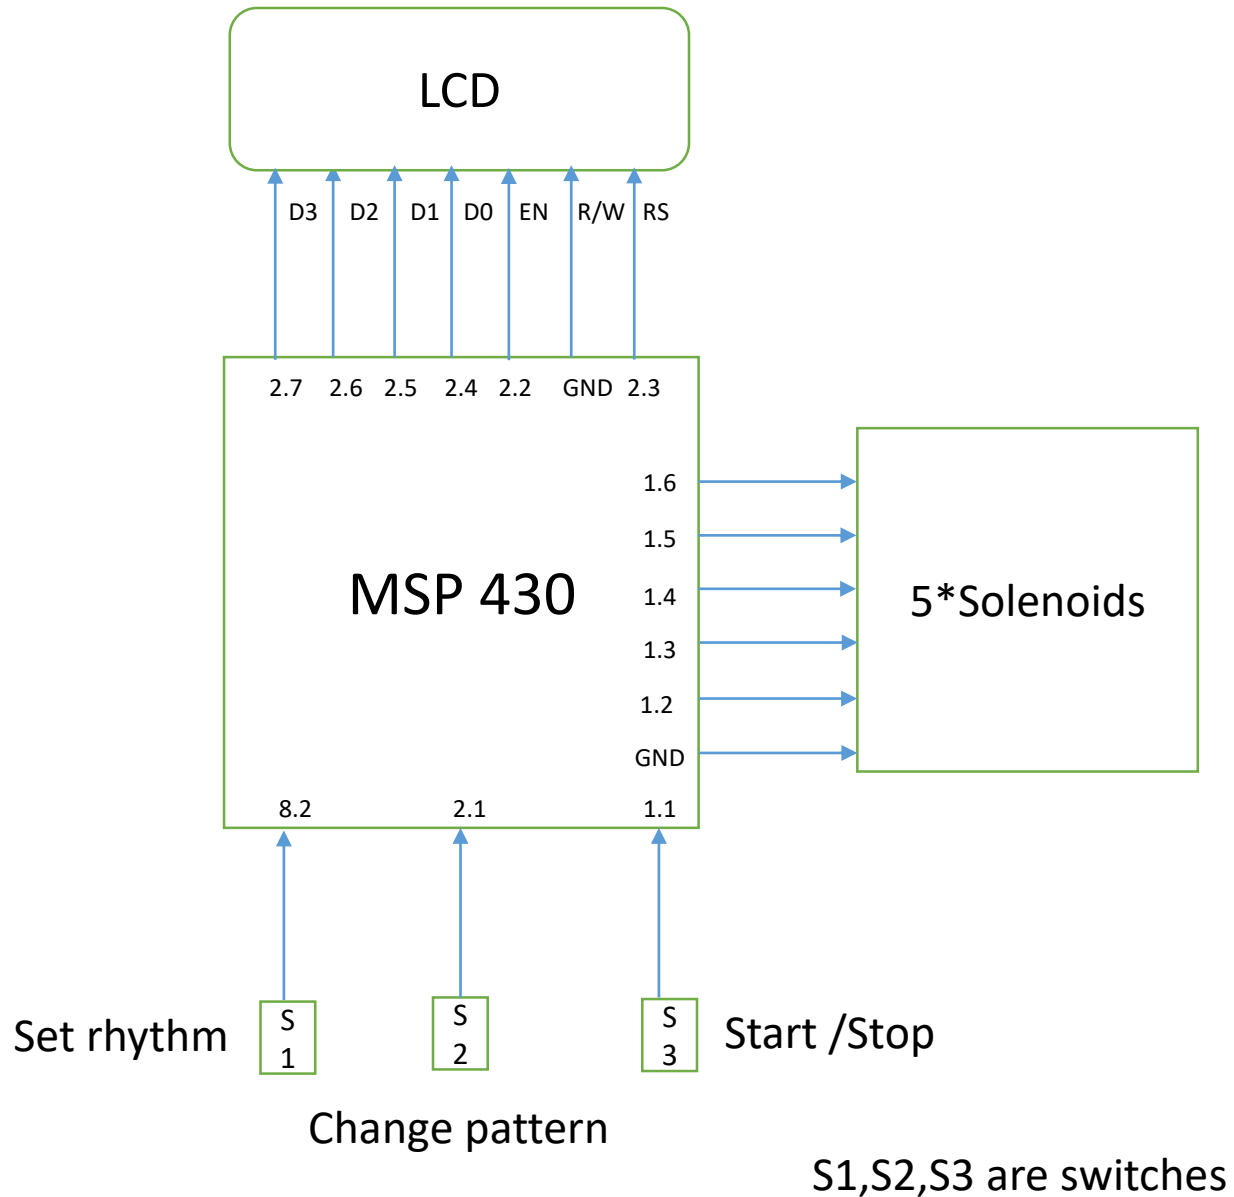 LCD
D3 D2 D1 D0 EN R/W RS
2.7 2.6 2.5 2.4 2.2 GND 2.3
1.6
1.5
MSP 430
1.4
5*Solenoids
1.3
1.2
GND
8.2 2.1 1.1
Set rhythm
S
1
S
2
S
3
Start /Stop
Change pattern
S1,S2,S3 are switches